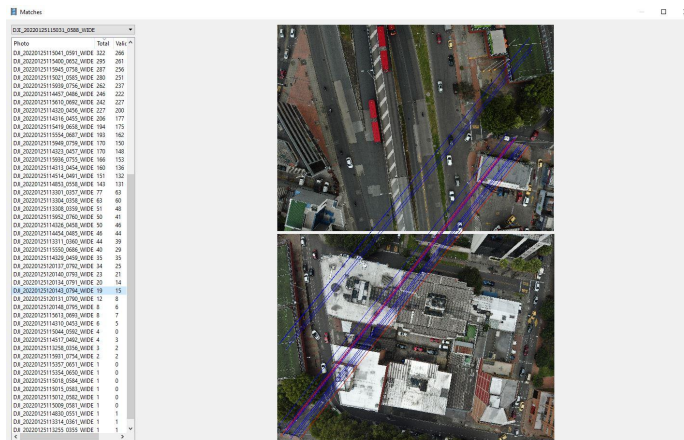 Matches
DJI_20220125115031_0588_WIDE
Photo Total Valid
DJI_20220125115041_0591_WIDE 322 266
DJI_20220125115400_0652_WIDE 295 261
DJI_20220125115945_0758_WIDE 287 256
DJI_20220125115021_0585_WIDE 280 251
DJI_20220125115939_0756_WIDE 262 237
DJI_20220125114457_0486_WIDE 246 222
DJI_20220125115610_0692_WIDE 242 227
DJI_20220125114320_0456_WIDE 227 200
DJI_20220125114316_0455_WIDE 206 177
DJI_20220125115419_0658_WIDE 194 175
DJI_20220125115554_0687_WIDE 193 162
DJI_20220125115949_0759_WIDE 170 150
DJI_20220125114323_0457_WIDE 170 148
DJI_20220125115936_0755_WIDE 166 153
DJI_20220125114313_0454_WIDE 160 136
DJI_20220125114514_0491_WIDE 151 132
DJI_20220125114853_0558_WIDE 143 131
DJI_20220125113301_0357_WIDE 77 63
DJI_20220125113304_0358_WIDE 63 60
DJI_20220125113308_0359_WIDE 51 48
DJI_20220125115952_0760_WIDE 50 41
DJI_20220125114326_0458_WIDE 50 46
DJI_20220125114454_0485_WIDE 46 44
DJI_20220125113311_0360_WIDE 44 39
DJI_20220125115550_0686_WIDE 40 29
DJI_20220125114329_0459_WIDE 35 35
DJI_20220125120137_0792_WIDE 34 25
DJI_20220125120140_0793_WIDE 23 21
DJI_20220125120134_0791_WIDE 20 14
DJI_20220125120143_0794_WIDE 19 15
DJI_20220125120131_0790_WIDE 12 8
DJI_20220125120148_0795_WIDE 8 6
DJI_20220125115613_0693_WIDE 8 7
DJI_20220125114310_0453_WIDE 6 5
DJI_20220125115044_0592_WIDE 4 0
DJI_20220125114517_0492_WIDE 4 3
DJI_20220125113258_0356_WIDE 3 2
DJI_20220125115931_0754_WIDE 2 2
DJI_20220125115357_0651_WIDE 1 0
DJI_20220125115354_0650_WIDE 1 0
DJI_20220125115018_0584_WIDE 1 0
DJI_20220125115015_0583_WIDE 1 0
DJI_20220125115012_0582_WIDE 1 0
DJI_20220125115009_0581_WIDE 1 0
DJI_20220125114830_0551_WIDE 1 1
DJI_20220125113314_0361_WIDE 1 1
DJI_20220125113255_0355_WIDE 1 1